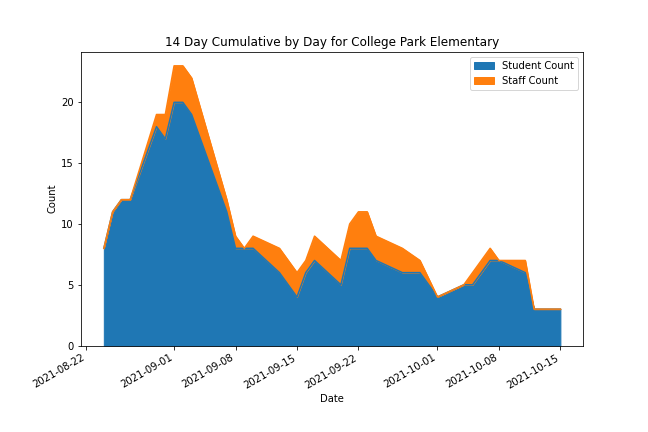 14 Day Cumulative by Day for College Park Elementary
Student Count
Staff Count
Count
20
15
10
5
0
2021-08-22
2021-09-01
2021-09-08
2021-09-15
2021-09-22
2021-10-01
2021-10-08
2021-10-15
Date